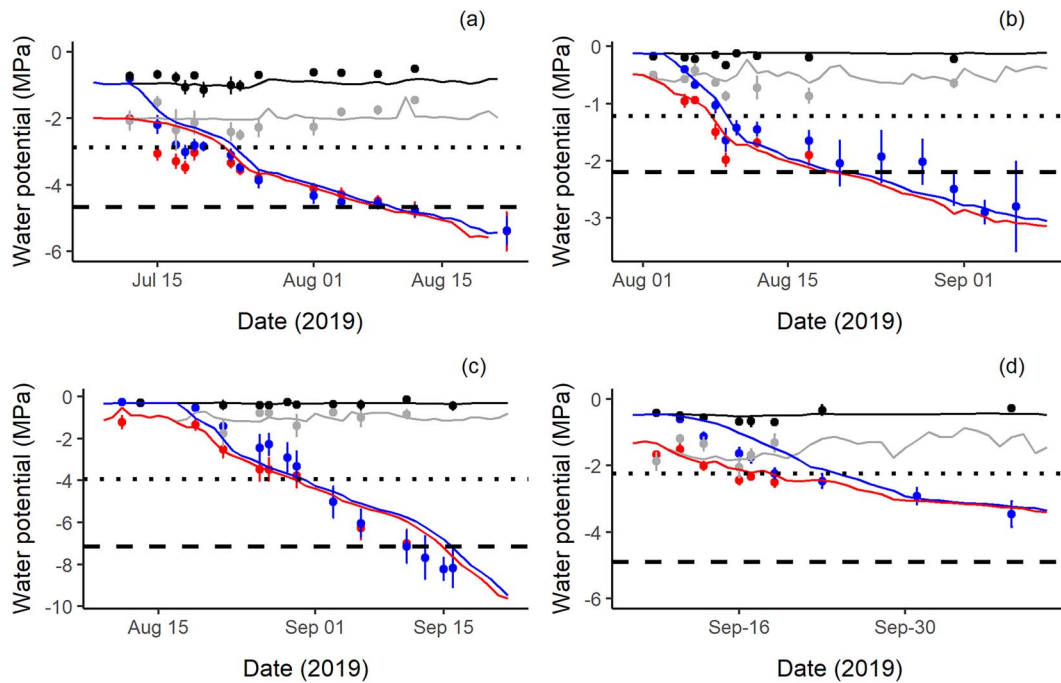 (a)
Water potential (MPa)
0
-2
-4
-6
Jul 15
Aug 01
Aug 15
Date (2019)
(b)
Water potential (MPa)
0
-1
-2
-3
Aug 01
Aug 15
Sep 01
Date (2019)
(c)
Water potential (MPa)
0
-2
-4
-6
-8
-10
Aug 15
Sep 01
Sep 15
Date (2019)
(d)
Water potential (MPa)
0
-2
-4
-6
Sep-16
Sep-30
Date (2019)